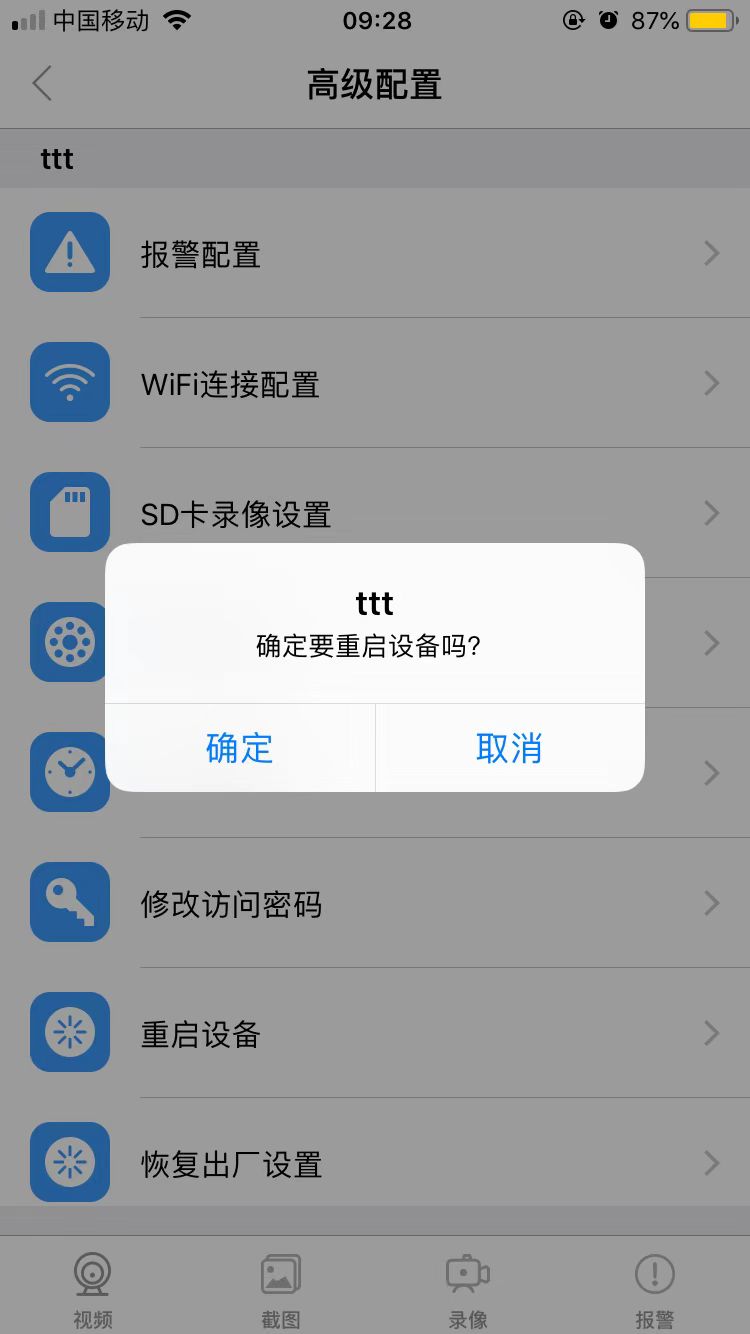 中国移动
09:28
87%
高级配置
ttt
报警配置
WiFi连接配置
SD卡录像设置
ttt
确定要重启设备吗?
确定
取消
修改访问密码
重启设备
恢复出厂设置
视频
截图
录像
报警